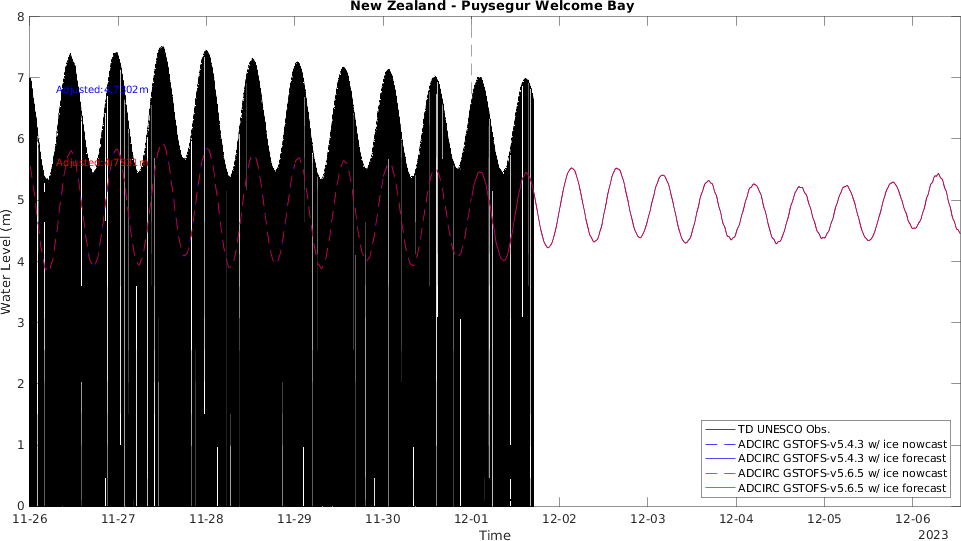 New Zealand - Puysegur Welcome Bay
8
7
6
5
4
3
2
1
0
Water Level (m)
11-26 11-27 11-28 11-29 11-30 12-01 12-02 12-03 12-04 12-05 12-06
2023
Time
TD UNESCO Obs.
ADCIRC GSTOFS-v5.4.3 w/ ice nowcast
ADCIRC GSTOFS-v5.4.3 w/ ice forecast
ADCIRC GSTOFS-v5.6.5 w/ ice nowcast
ADCIRC GSTOFS-v5.6.5 w/ ice forecast